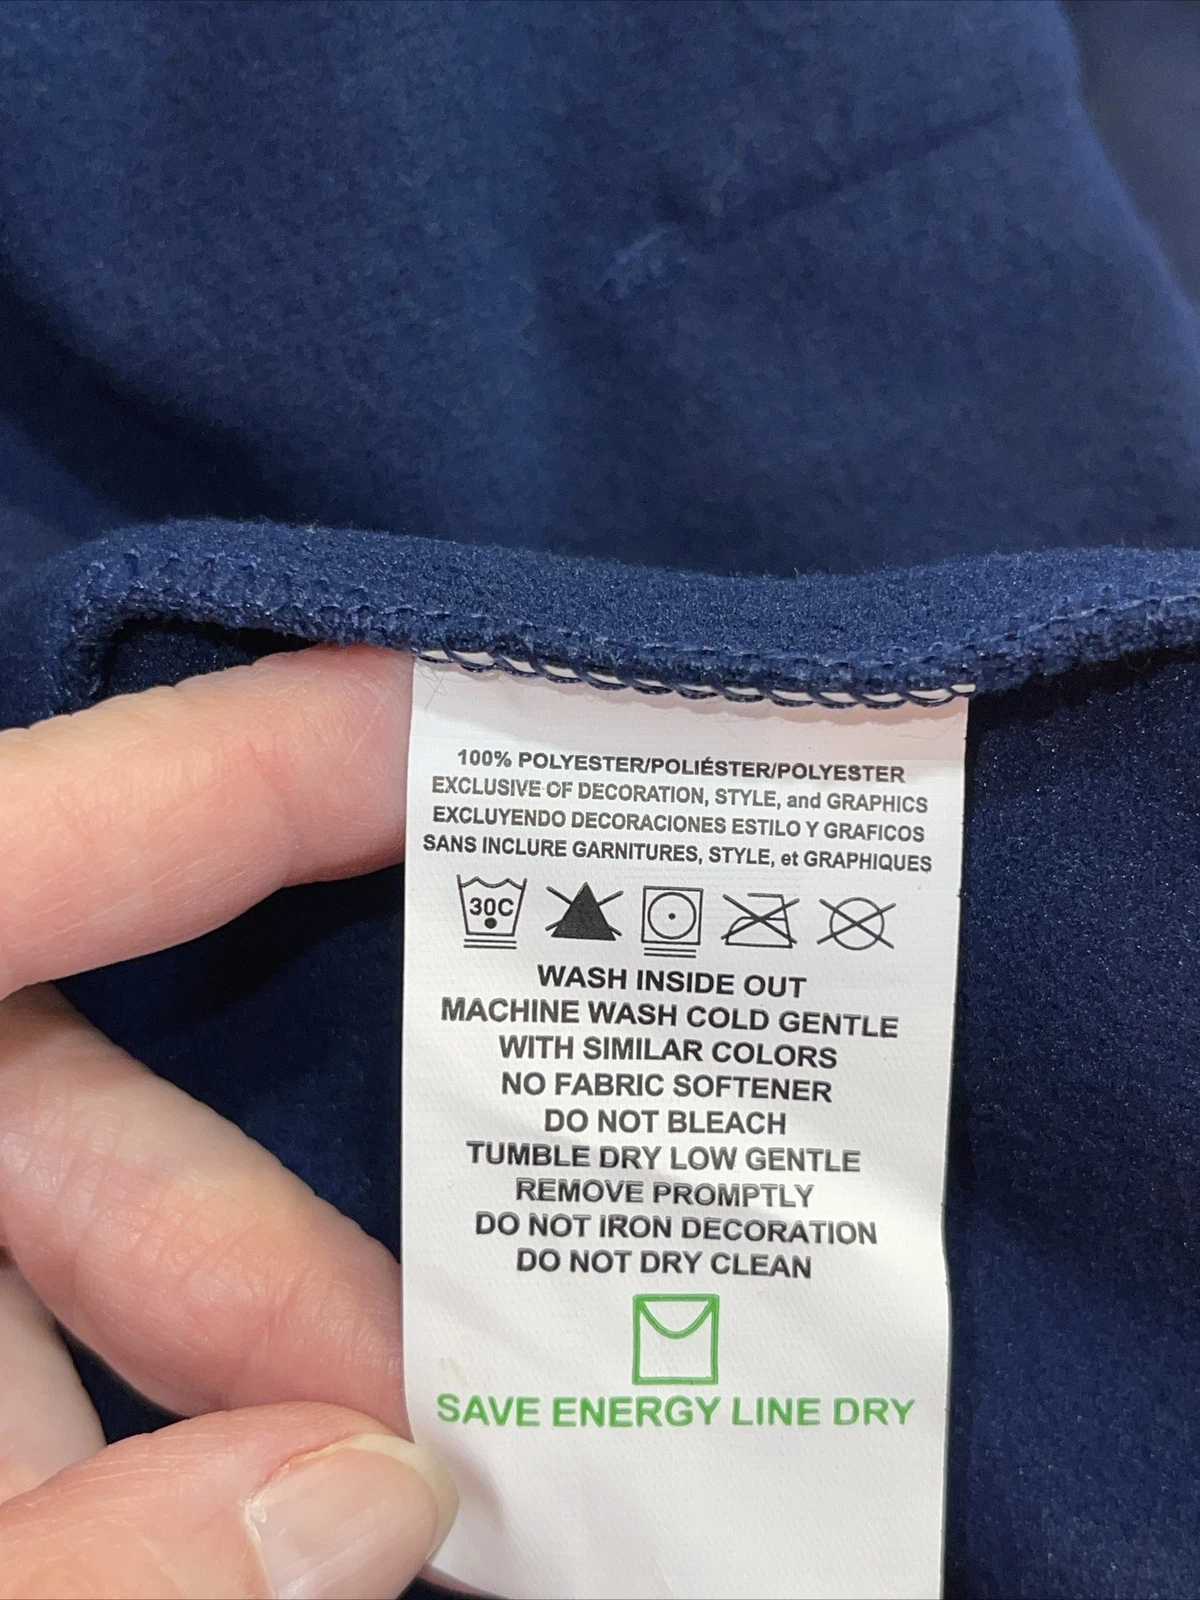 100% POLYESTER/POLIÉSTER/POLYESTER
EXCLUSIVE OF DECORATION, STYLE, and GRAPHICS
EXCLUYENDO DECORACIONES ESTILO Y GRAFICOS
SANS INCLURE GARNITURES, STYLE, et GRAPHIQUES
30C
WASH INSIDE OUT
MACHINE WASH COLD GENTLE
WITH SIMILAR COLORS
NO FABRIC SOFTENER
DO NOT BLEACH
TUMBLE DRY LOW GENTLE
REMOVE PROMPTLY
DO NOT IRON DECORATION
DO NOT DRY CLEAN
SAVE ENERGY LINE DRY